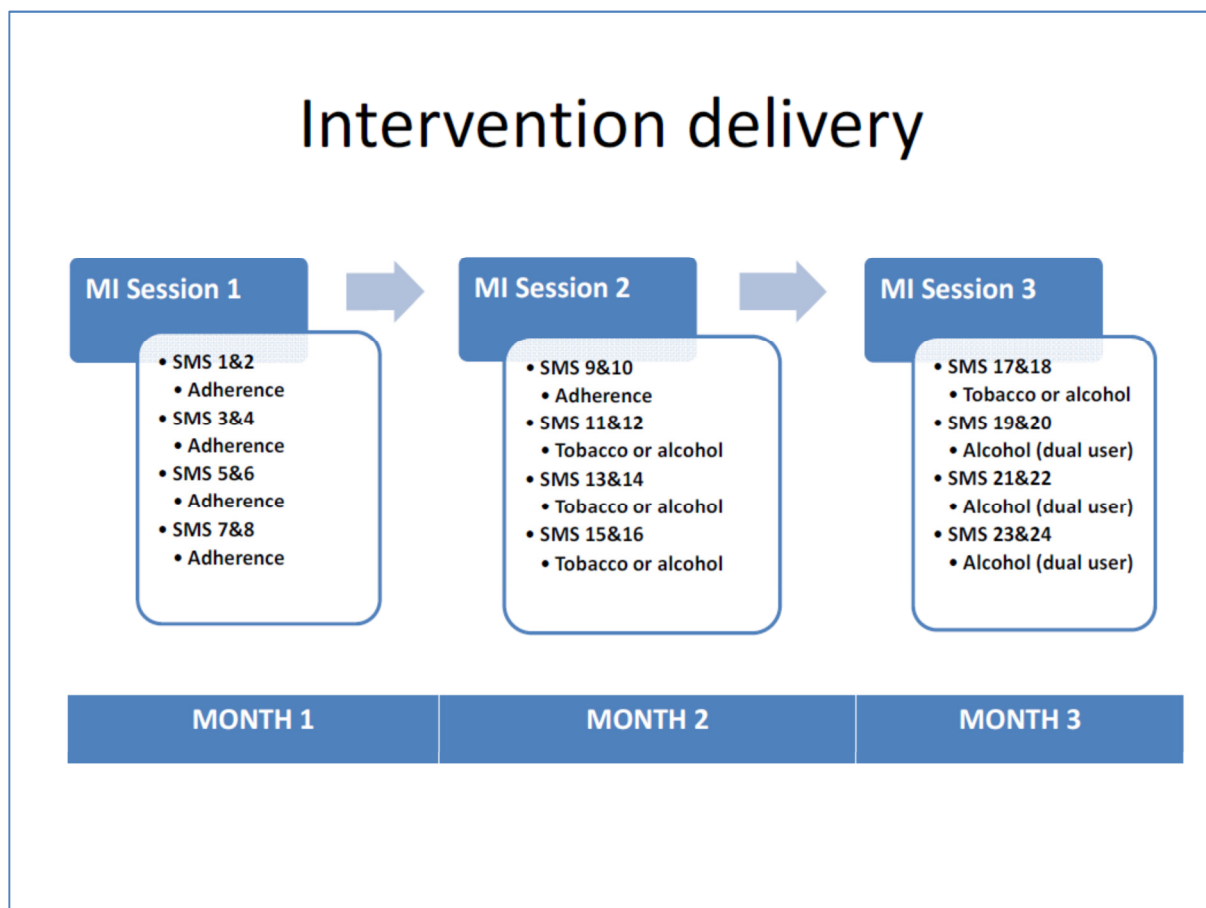 Intervention delivery
MI Session 1
• SMS 1&2
• Adherence
• SMS 3&4
• Adherence
• SMS 5&6
• Adherence
• SMS 7&8
• Adherence
MI Session 2
• SMS 9&10
• Adherence
• SMS 11&12
• Tobacco or alcohol
• SMS 13&14
• Tobacco or alcohol
• SMS 15&16
• Tobacco or alcohol
MI Session 3
• SMS 17&18
• Tobacco or alcohol
• SMS 19&20
• Alcohol (dual user)
• SMS 21&22
• Alcohol (dual user)
• SMS 23&24
• Alcohol (dual user)
MONTH 1
MONTH 2
MONTH 3